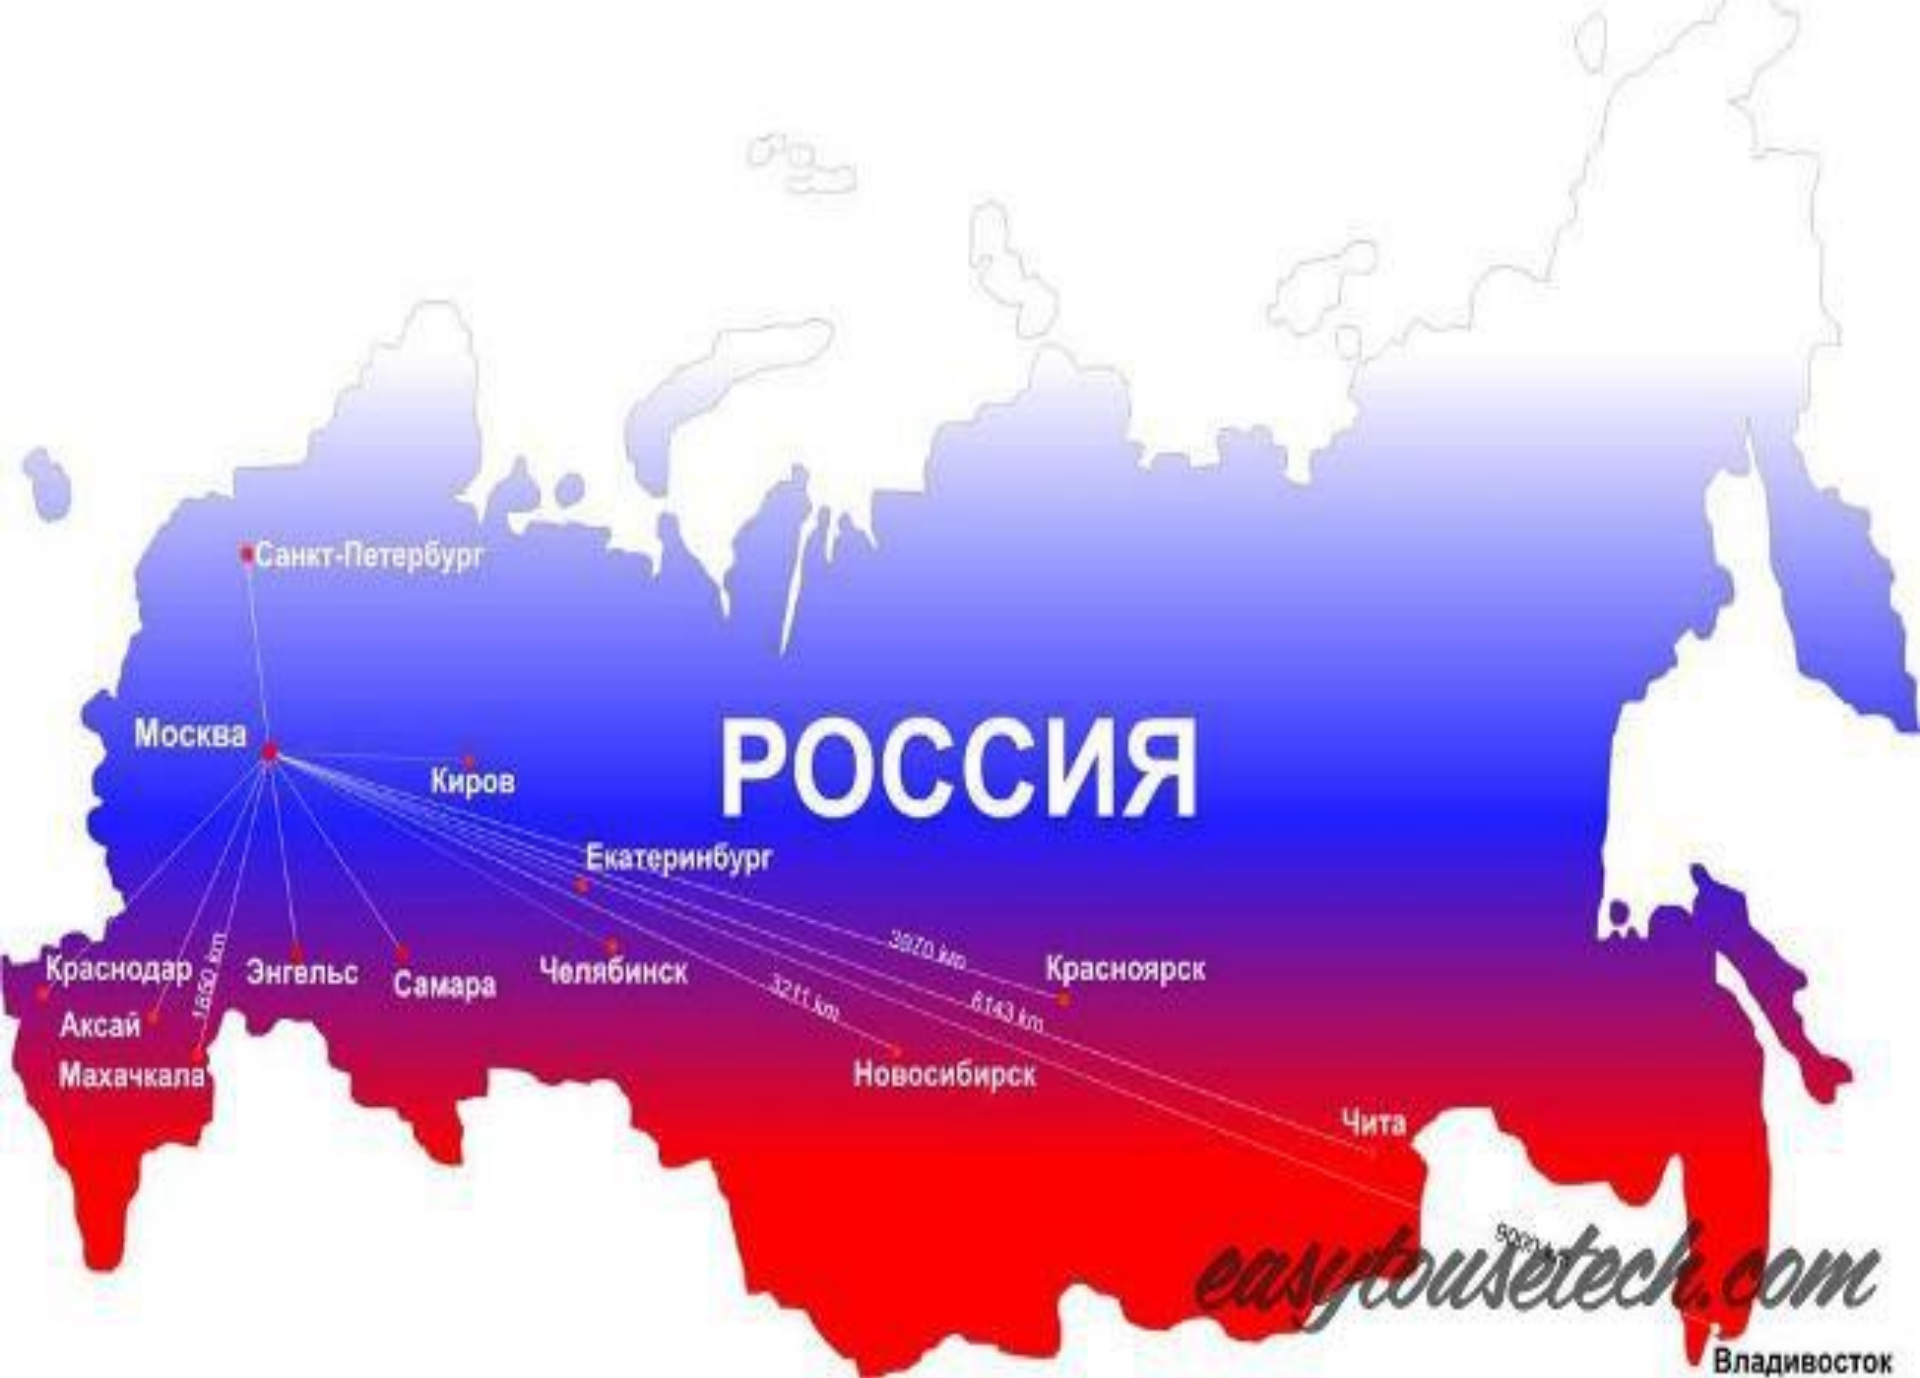 Санкт-Петербург
Москва
РОССИЯ
Киров
Екатеринбург
3970 km
Краснодар
1850 km
Энгельс
Самара
Челябинск
3211 km
6143 km
Красноярск
Аксай
Махачкала
Новосибирск
Чита
easytousetech.com
Владивосток